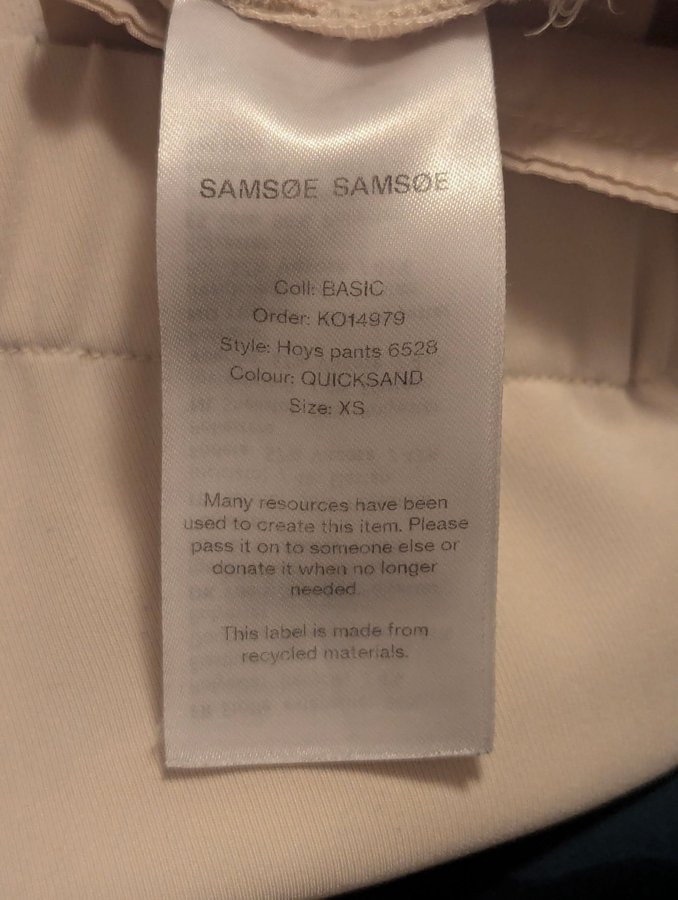 SAMSØE SAMSØE
Coll: BASIC
Order: KO14979
Style: Hoys pants 6528
Colour: QUICKSAND
Size: XS
Many resources have been
used to create this item. Please
pass it on to someone else or
donate it when no longer
needed.
This label is made from
recycled materials.